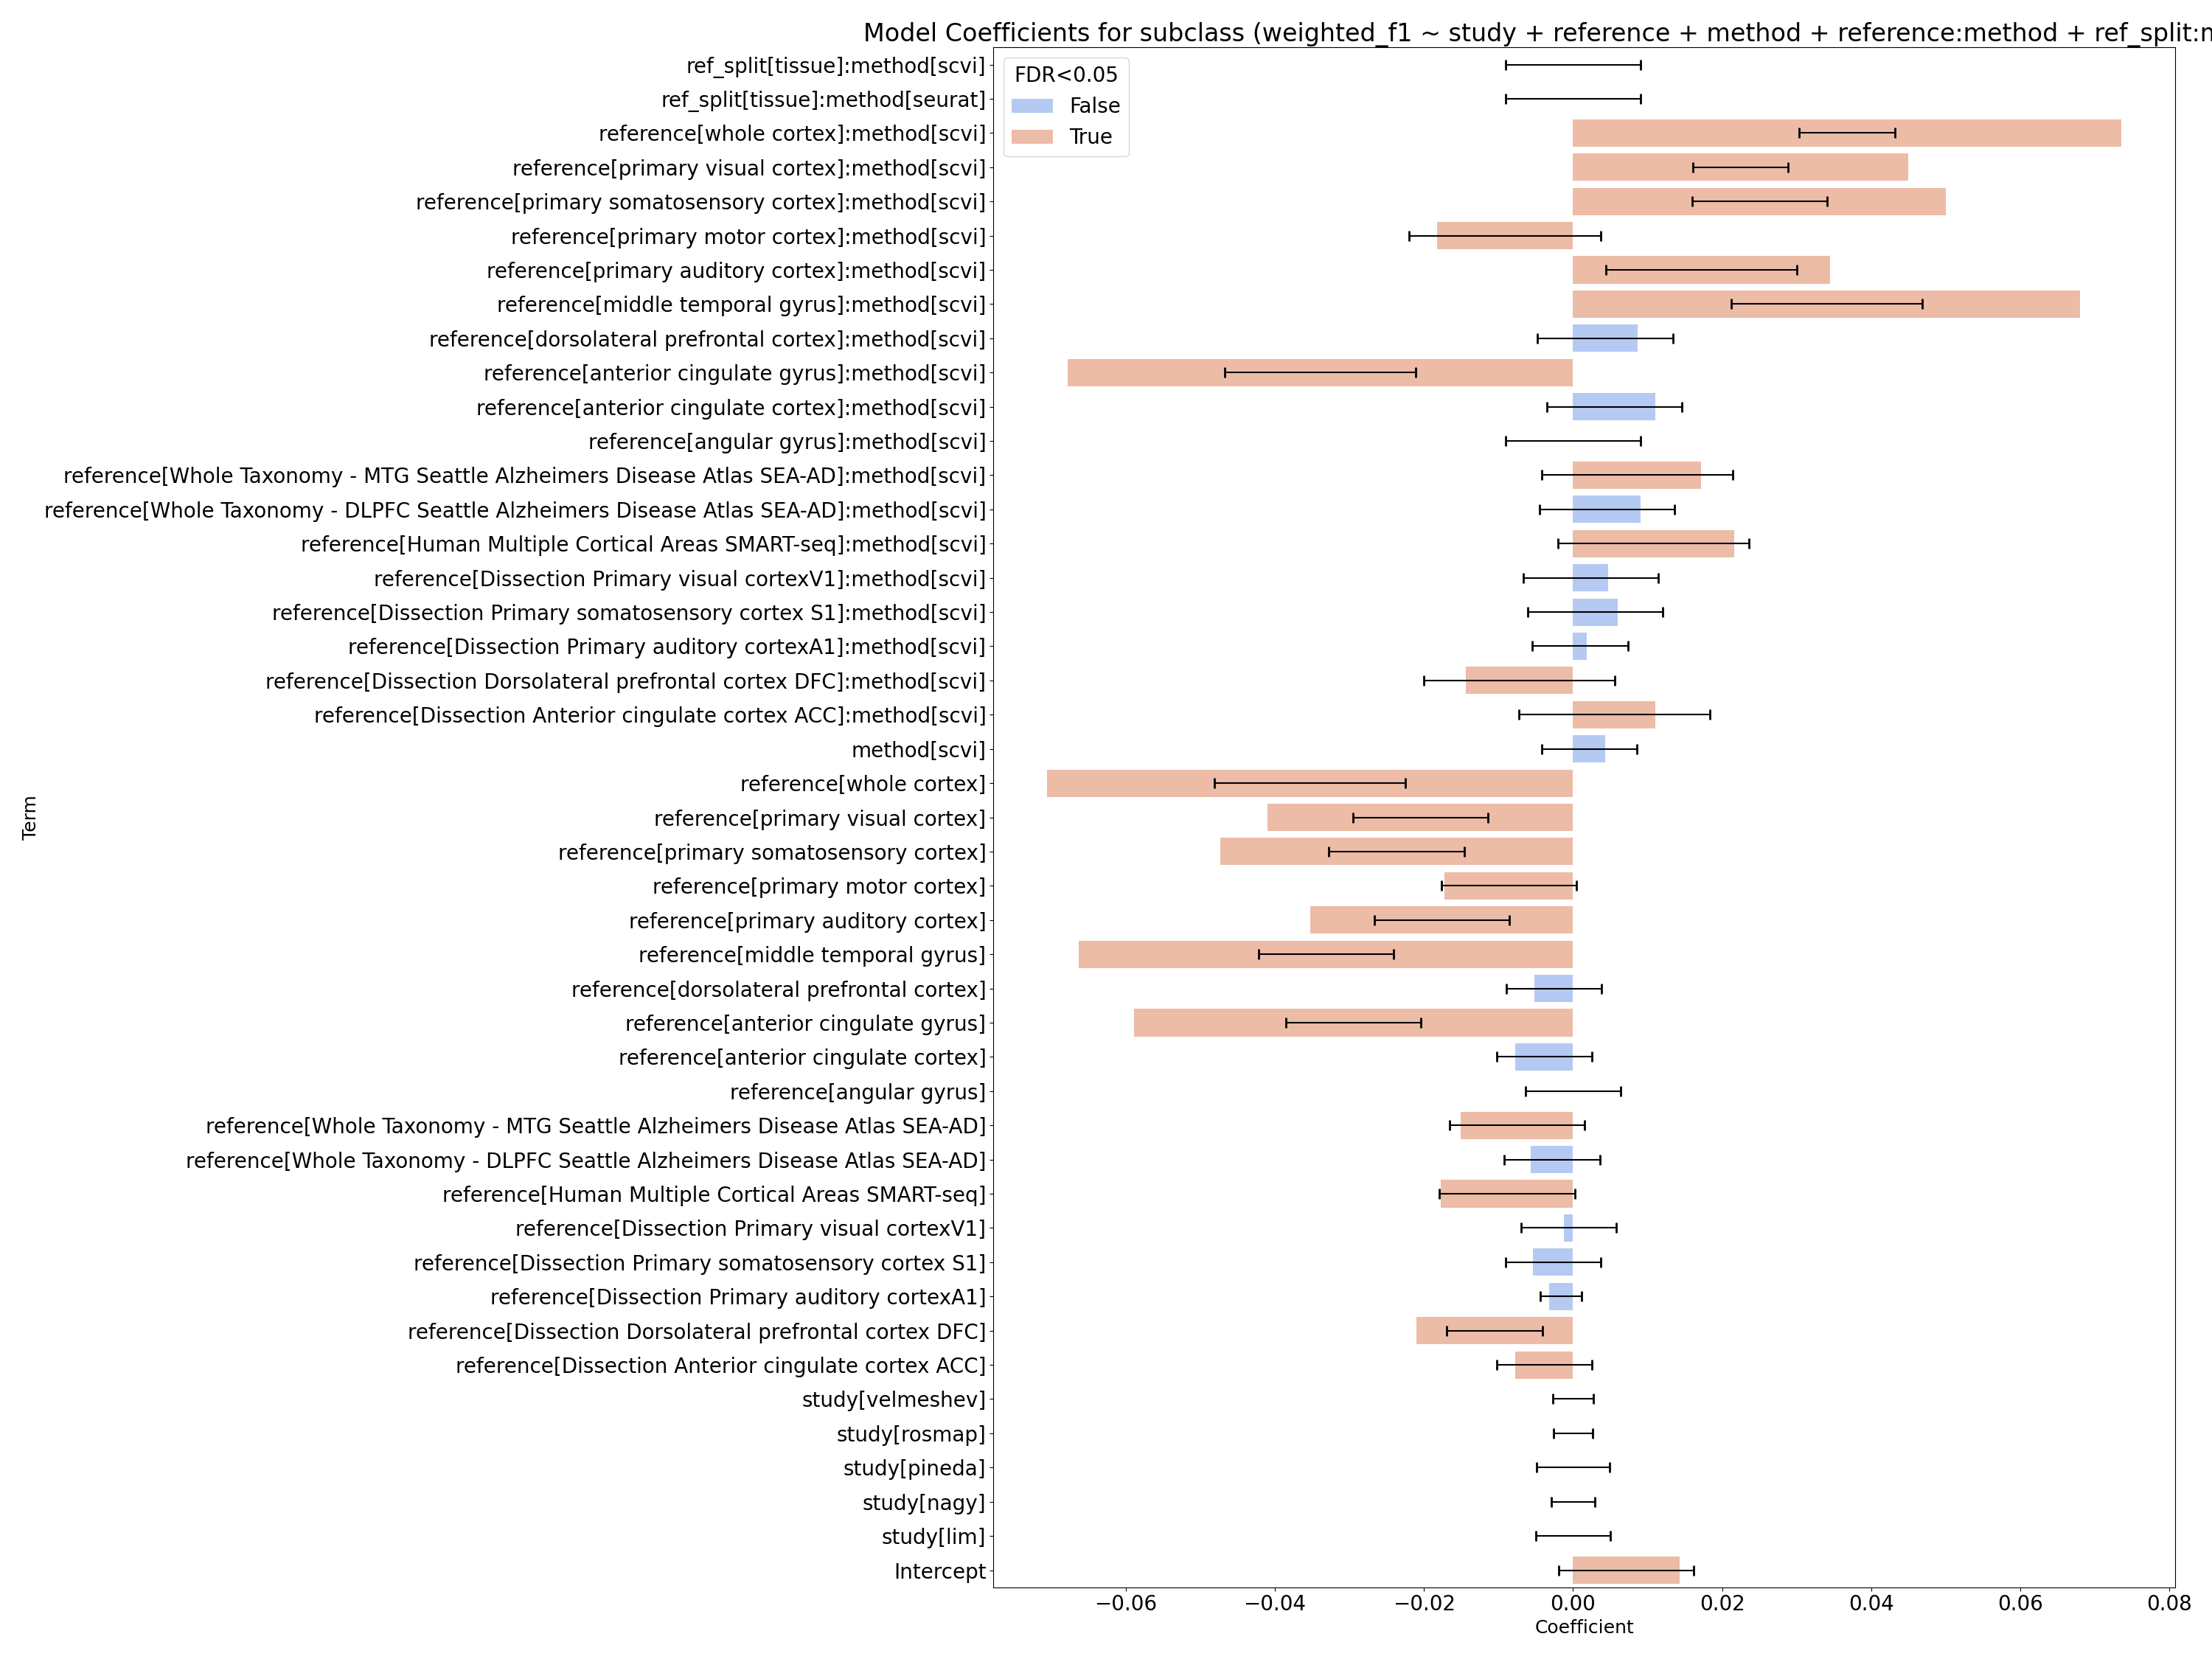 Model Coefficients for subclass (weighted_f1 ~ study + reference + method + reference:method + ref_split:
FDR<0.05
False
True
ref_split[tissue]:method[scvi]
ref_split[tissue]:method[seurat]
reference[whole cortex]:method[scvi]
reference[primary visual cortex]:method[scvi]
reference[primary somatosensory cortex]:method[scvi]
reference[primary motor cortex]:method[scvi]
reference[primary auditory cortex]:method[scvi]
reference[middle temporal gyrus]:method[scvi]
reference[dorsolateral prefrontal cortex]:method[scvi]
reference[anterior cingulate gyrus]:method[scvi]
reference[anterior cingulate cortex]:method[scvi]
reference[angular gyrus]:method[scvi]
reference[Whole Taxonomy - MTG Seattle Alzheimers Disease Atlas SEA-AD]:method[scvi]
reference[Whole Taxonomy - DLPFC Seattle Alzheimers Disease Atlas SEA-AD]:method[scvi]
reference[Human Multiple Cortical Areas SMART-seq]:method[scvi]
reference[Dissection Primary visual cortexV1]:method[scvi]
reference[Dissection Primary somatosensory cortex S1]:method[scvi]
reference[Dissection Primary auditory cortexA1]:method[scvi]
reference[Dissection Dorsolateral prefrontal cortex DFC]:method[scvi]
reference[Dissection Anterior cingulate cortex ACC]:method[scvi]
method[scvi]
reference[whole cortex]
reference[primary visual cortex]
reference[primary somatosensory cortex]
reference[primary motor cortex]
reference[primary auditory cortex]
reference[middle temporal gyrus]
reference[dorsolateral prefrontal cortex]
reference[anterior cingulate gyrus]
reference[anterior cingulate cortex]
reference[angular gyrus]
reference[Whole Taxonomy - MTG Seattle Alzheimers Disease Atlas SEA-AD]
reference[Whole Taxonomy - DLPFC Seattle Alzheimers Disease Atlas SEA-AD]
reference[Human Multiple Cortical Areas SMART-seq]
reference[Dissection Primary visual cortexV1]
reference[Dissection Primary somatosensory cortex S1]
reference[Dissection Primary auditory cortexA1]
reference[Dissection Dorsolateral prefrontal cortex DFC]
reference[Dissection Anterior cingulate cortex ACC]
study[velmeshev]
study[rosmap]
study[pineda]
study[nagy]
study[lim]
Intercept
Term
−0.06 −0.04 −0.02 0.00 0.02 0.04 0.06 0.08
Coefficient